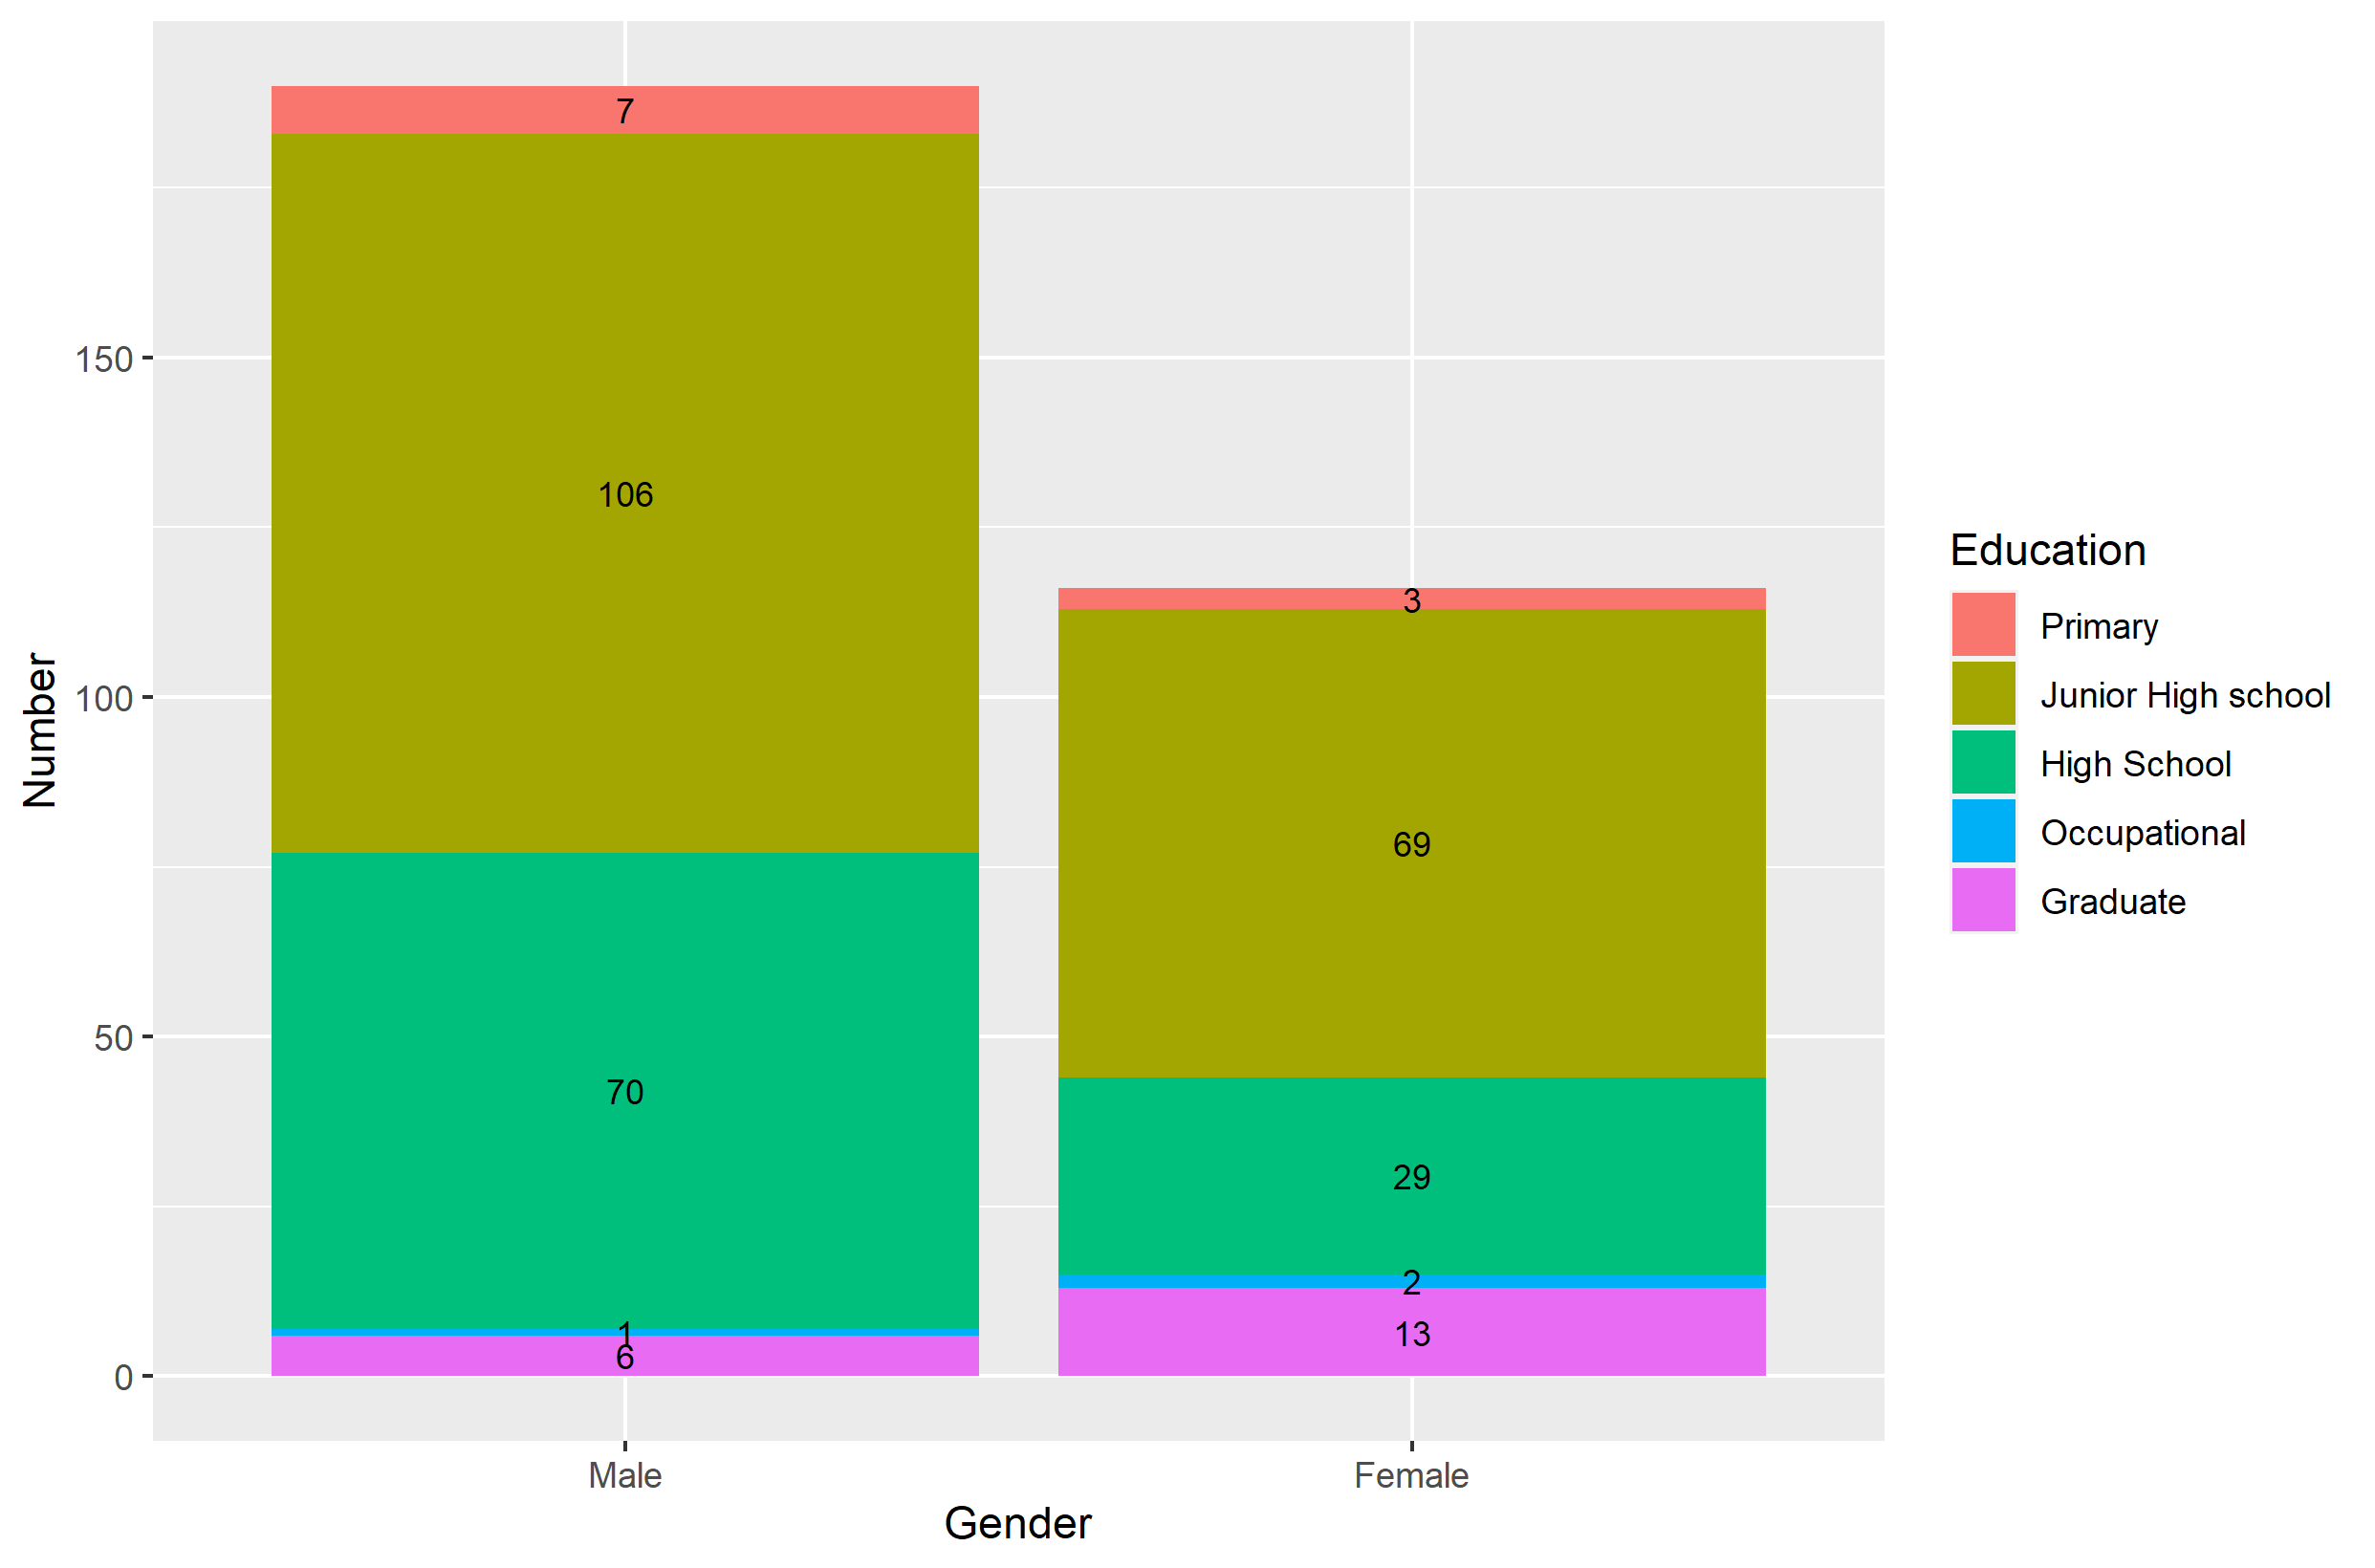 7
106
70
1
6
3
69
29
2
13
150
100
50
0
Number
Male
Female
Gender
Education
Primary
Junior High school
High School
Occupational
Graduate